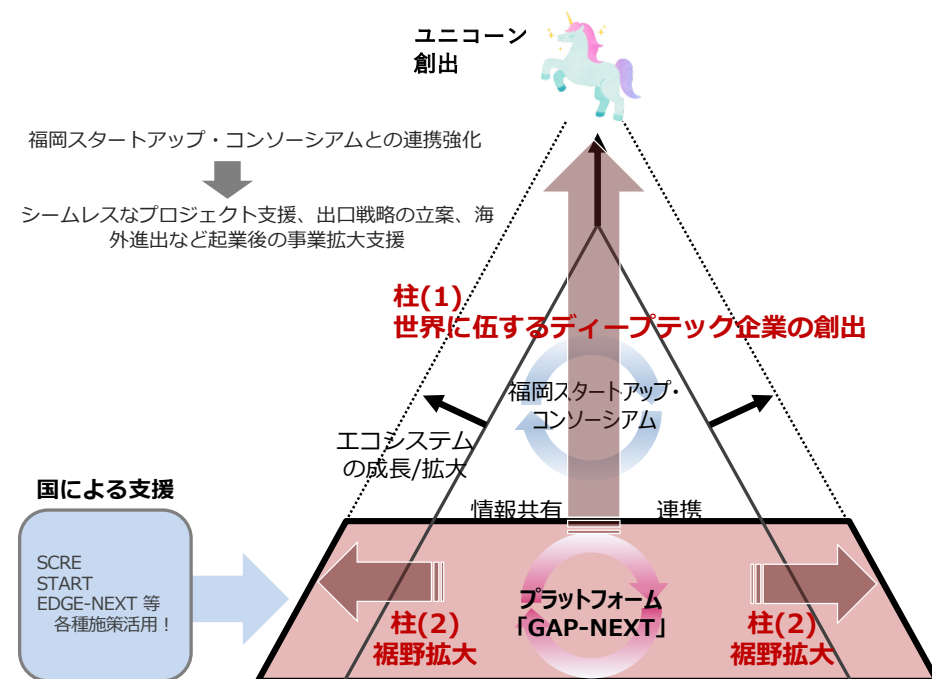 ユニコーン
創出
福岡スタートアップ・コンソーシアムとの連携強化
シームレスなプロジェクト支援、出口戦略の立案、海
外進出など起業後の事業拡大支援
柱(1)
世界に伍するディープテック企業の創出
福岡スタートアップ・
コンソーシアム
エコシステム
の成長/拡大
国による支援
SCRE
START
EDGE-NEXT 等
各種施策活用！
情報共有
連携
プラットフォーム
「GAP-NEXT」
柱(2)
裾野拡大
柱(2)
裾野拡大